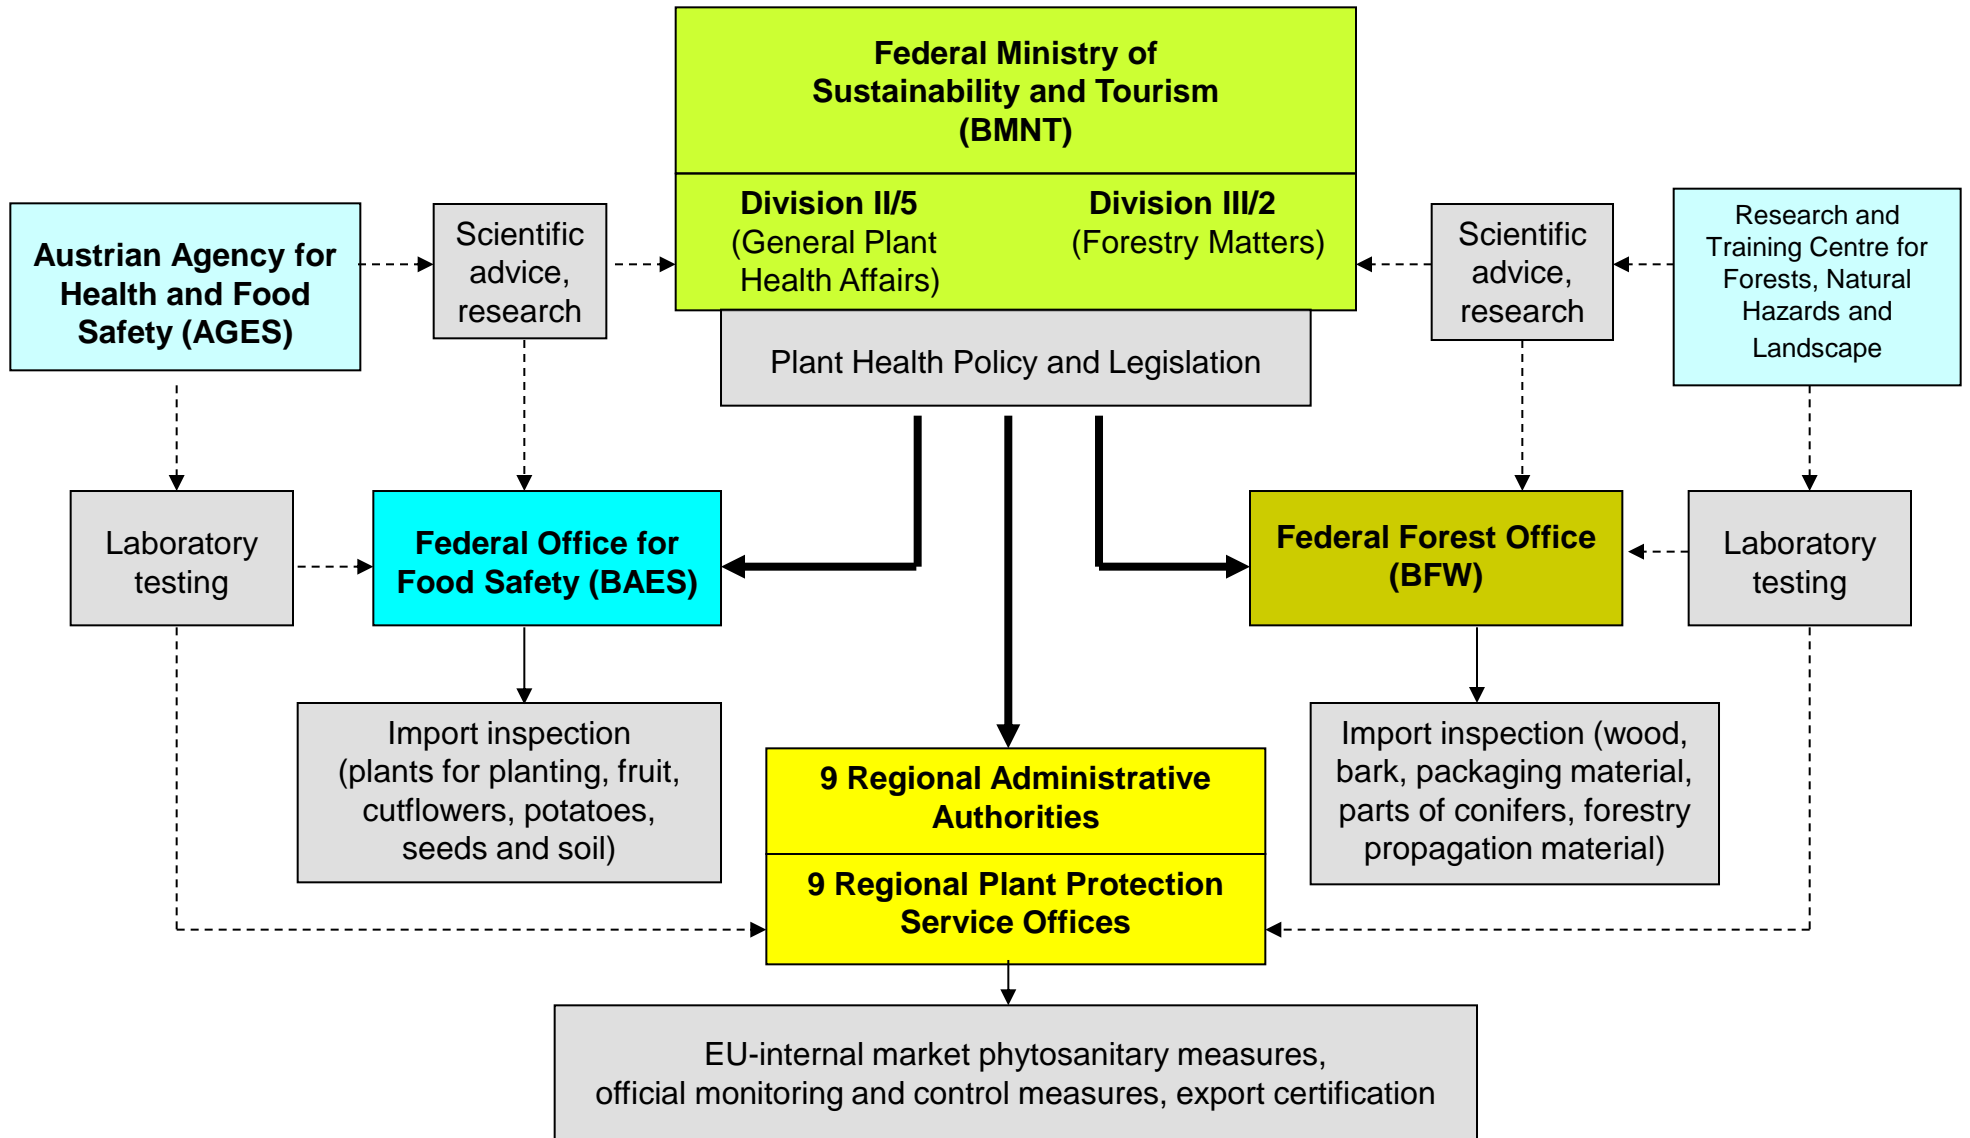 Federal Ministry of
Sustainability and Tourism
(BMNT)
Division II/5
(General Plant
Health Affairs)
Division III/2
(Forestry Matters)
Austrian Agency for
Health and Food
Safety (AGES)
Scientific
advice,
research
Scientific
advice,
research
Research and
Training Centre for
Forests, Natural
Hazards and
Landscape
Plant Health Policy and Legislation
Laboratory
testing
Federal Office for
Food Safety (BAES)
Federal Forest Office
(BFW)
Laboratory
testing
Import inspection
(plants for planting, fruit,
cutflowers, potatoes,
seeds and soil)
9 Regional Administrative
Authorities
9 Regional Plant Protection
Service Offices
Import inspection (wood,
bark, packaging material,
parts of conifers, forestry
propagation material)
EU-internal market phytosanitary measures,
official monitoring and control measures, export certification